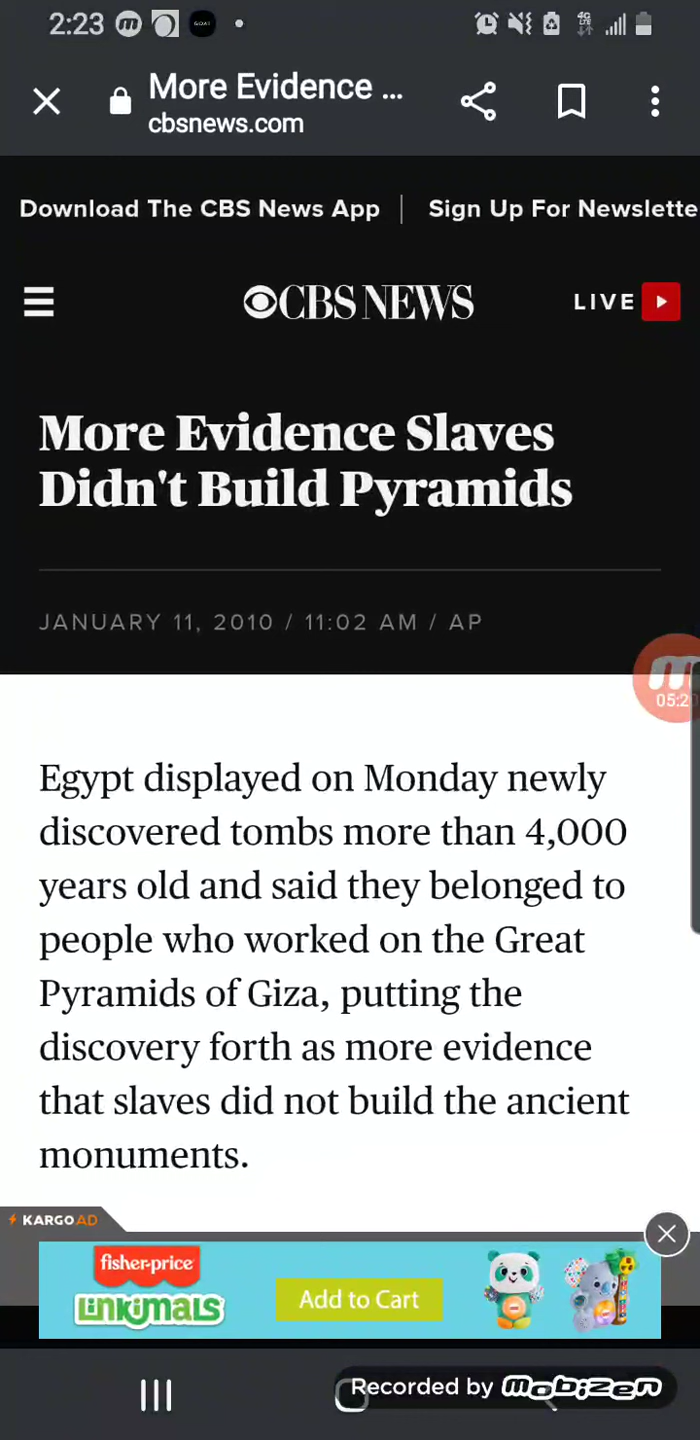 2:23
4G
More Evidence ...
cbsnews.com
Download The CBS News App | Sign Up For Newslette
CBS NEWS
LIVE
More Evidence Slaves
Didn't Build Pyramids
JANUARY 11, 2010 / 11:02 AM / AP
05:20
Egypt displayed on Monday newly
discovered tombs more than 4,000
years old and said they belonged to
people who worked on the Great
Pyramids of Giza, putting the
discovery forth as more evidence
that slaves did not build the ancient
monuments.
KARGO AD
fisher-price
Linkimals
Add to Cart
Recorded by mobizen